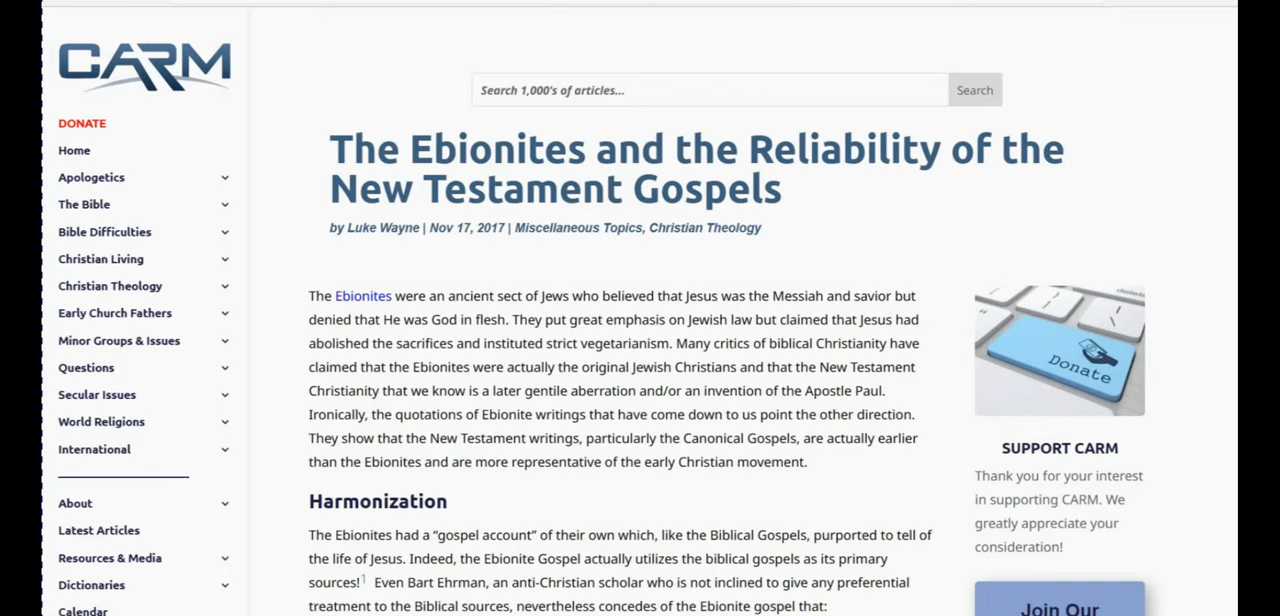 CARM
DONATE
Home
Apologetics
The Bible
Bible Difficulties
Christian Living
Christian Theology
Early Church Fathers
Minor Groups & Issues
Questions
Secular Issues
World Religions
International
About
Latest Articles
Resources & Media
Dictionaries
Calendar
Search 1,000's of articles...
Search
The Ebionites and the Reliability of the
New Testament Gospels
by Luke Wayne | Nov 17, 2017 | Miscellaneous Topics, Christian Theology
The Ebionites were an ancient sect of Jews who believed that Jesus was the Messiah and savior but
denied that He was God in flesh. They put great emphasis on Jewish law but claimed that Jesus had
abolished the sacrifices and instituted strict vegetarianism. Many critics of biblical Christianity have
claimed that the Ebionites were actually the original Jewish Christians and that the New Testament
Christianity that we know is a later gentile aberration and/or an invention of the Apostle Paul.
Ironically, the quotations of Ebionite writings that have come down to us point the other direction.
They show that the New Testament writings, particularly the Canonical Gospels, are actually earlier
than the Ebionites and are more representative of the early Christian movement.
Harmonization
The Ebionites had a “gospel account” of their own which, like the Biblical Gospels, purported to tell of
the life of Jesus. Indeed, the Ebionite Gospel actually utilizes the biblical gospels as its primary
sources!1 Even Bart Ehrman, an anti-Christian scholar who is not inclined to give any preferential
treatment to the Biblical sources, nevertheless concedes of the Ebionite gospel that:
Donate
SUPPORT CARM
Thank you for your interest
in supporting CARM. We
greatly appreciate your
consideration!
Join Our